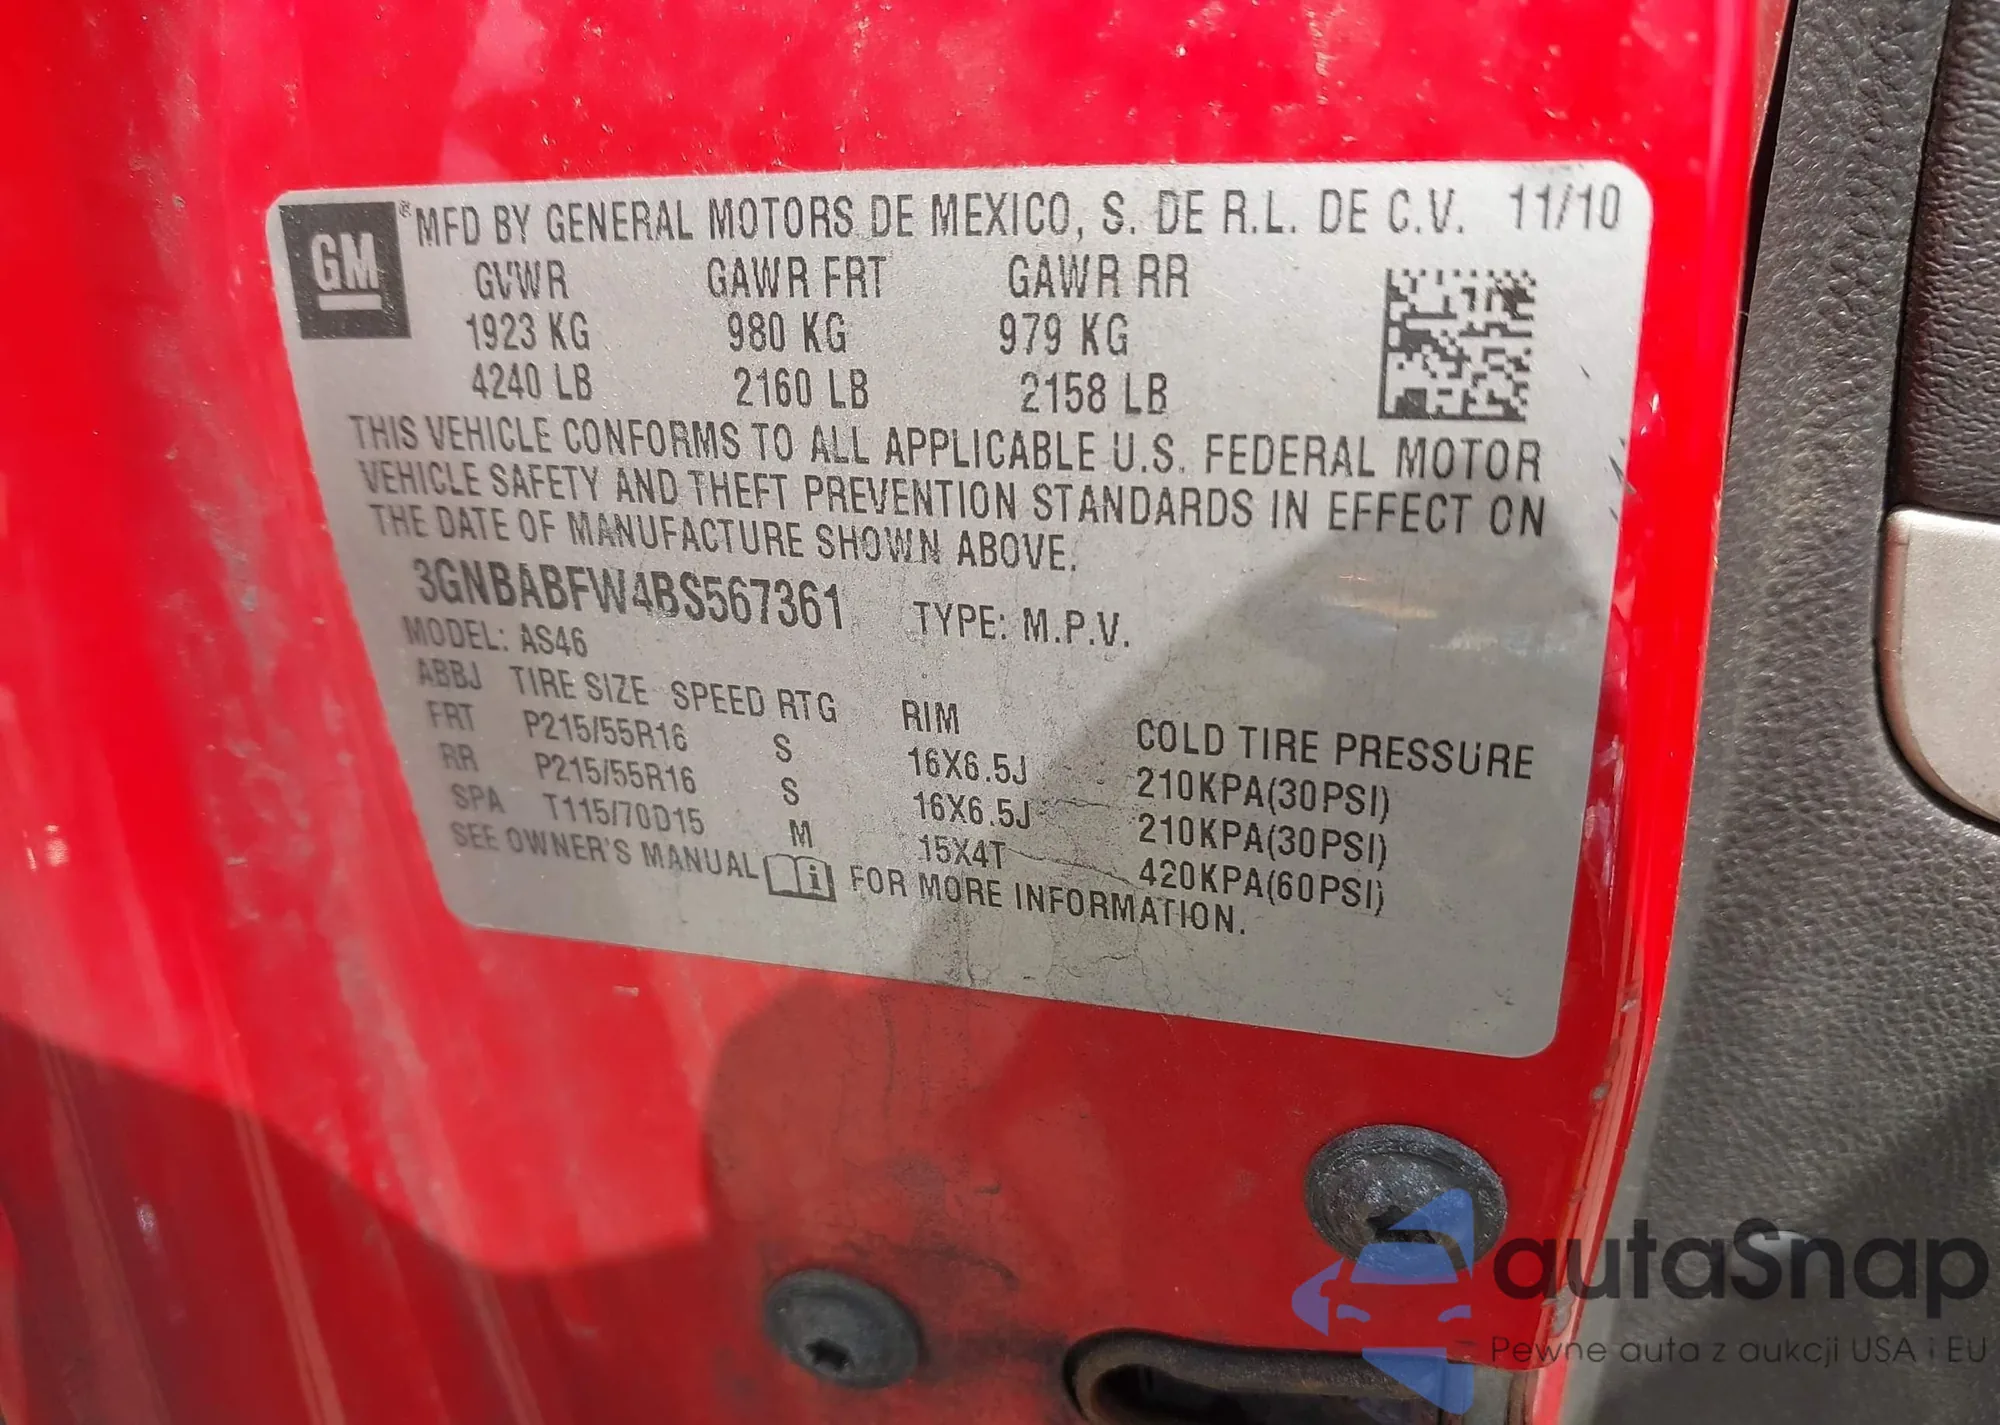 GM ® MFD BY GENERAL MOTORS DE MEXICO, S. DE R.L. DE C.V. 11/10
GVWR GAWR FRT GAWR RR
1923 KG 980 KG 979 KG
4240 LB 2160 LB 2158 LB
THIS VEHICLE CONFORMS TO ALL APPLICABLE U.S. FEDERAL MOTOR
VEHICLE SAFETY AND THEFT PREVENTION STANDARDS IN EFFECT ON
THE DATE OF MANUFACTURE SHOWN ABOVE.
3GNBABFW4BS567361 TYPE: M.P.V.
MODEL: AS46
ABBJ TIRE SIZE SPEED RTG RIM COLD TIRE PRESSURE
FRT P215/55R16 S 16X6.5J 210KPA(30PSI)
RR P215/55R16 S 16X6.5J 210KPA(30PSI)
SPA T115/70D15 M 15X4T 420KPA(60PSI)
SEE OWNER'S MANUAL i FOR MORE INFORMATION.
autaSnap
Pewne auta z aukcji USA i EU